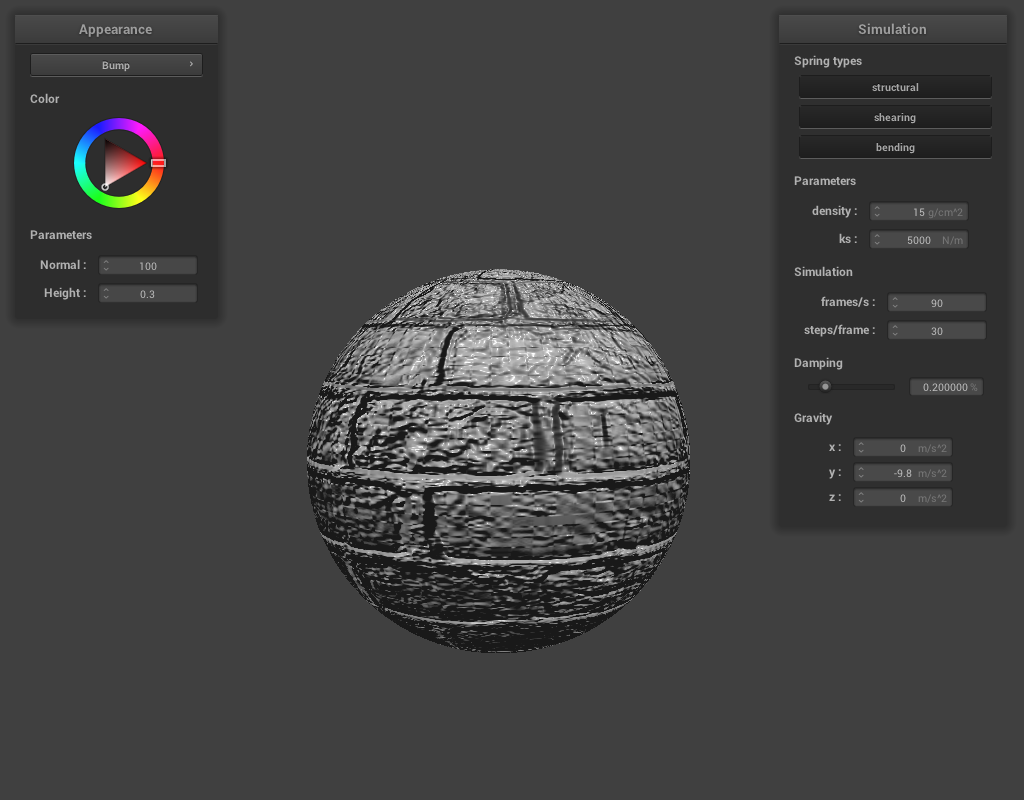 Appearance
Bump
Color
Parameters
Normal : 100
Height : 0.3
Simulation
Spring types
structural
shearing
bending
Parameters
density : 15 g/cm^2
ks : 5000 N/m
Simulation
frames/s : 90
steps/frame : 30
Damping
0.200000 %
Gravity
x : 0 m/s^2
y : -9.8 m/s^2
z : 0 m/s^2